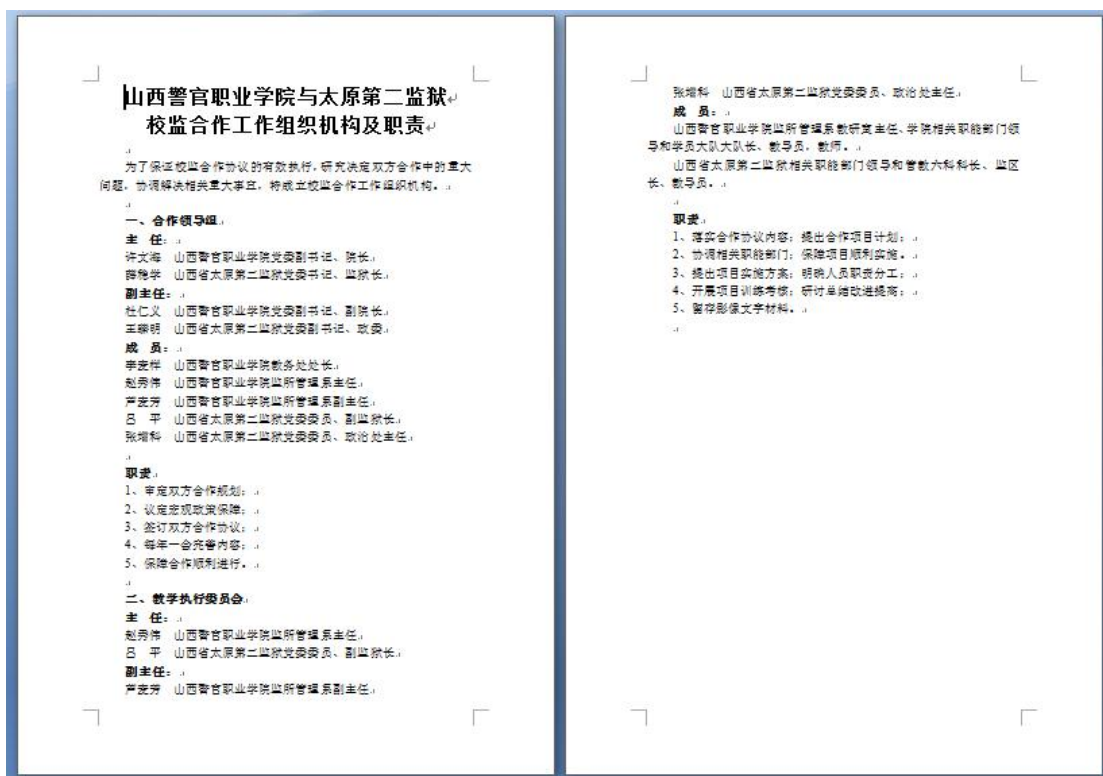 山西警官职业学院与太原第二监狱
校监合作工作组织机构及职责
为了保证校监合作协议的有效执行，研究决定双方合作中的重大
问题，协调解决相关重大事宜，特成立校监合作工作组织机构。
一、合作领导组
主 任：
许文海 山西警官职业学院党委副书记、院长
薛穗学 山西省太原第二监狱党委书记、监狱长
副主任：
杜仁义 山西警官职业学院党委副书记、副院长
王 明 山西省太原第二监狱党委副书记、政委
成 员：
李麦样 山西警官职业学院教务处处长
赵秀伟 山西警官职业学院监所管理系主任
芦麦芳 山西警官职业学院监所管理系副主任
吕 平 山西省太原第二监狱党委委员、副监狱长
张增科 山西省太原第二监狱党委委员、政治处主任
职责
1、审定双方合作规划；
2、议定宏观政策保障；
3、签订双方合作协议；
4、每年一会完善内容；
5、保障合作顺利进行。
二、教学执行委员会
主 任：
赵秀伟 山西警官职业学院监所管理系主任
吕 平 山西省太原第二监狱党委委员、副监狱长
副主任：
芦麦芳 山西警官职业学院监所管理系副主任
张增科 山西省太原第二监狱党委委员、政治处主任
成 员：
山西警官职业学院监所管理系教研室主任、学院相关职能部门领
导和学员大队大队长、教导员，教师。
山西省太原第二监狱相关职能部门领导和管教六科科长、监区
长、教导员。
职责
1、落实合作协议内容；提出合作项目计划；
2、协调相关职能部门；保障项目顺利实施。
3、提出项目实施方案；明确人员职责分工；
4、开展项目训练考核；研讨总结改进提高；
5、留存影像文字材料。